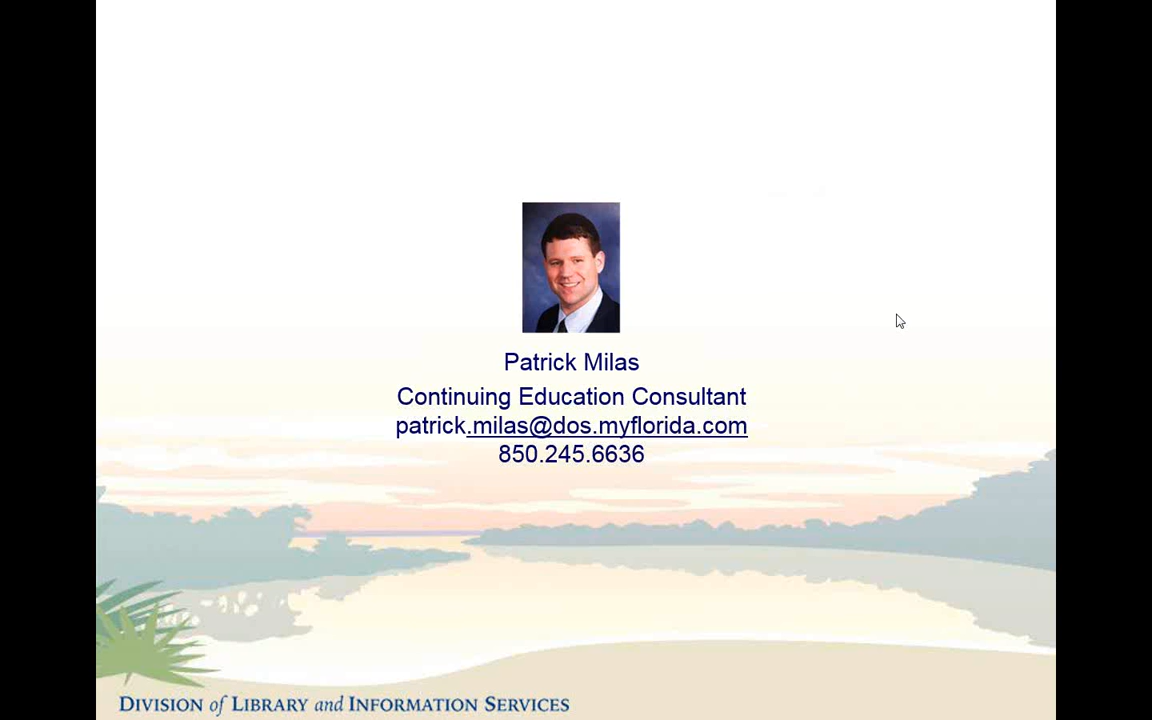 Patrick Milas
Continuing Education Consultant
patrick.milas@dos.myflorida.com
850.245.6636
DIVISION of LIBRARY and INFORMATION SERVICES